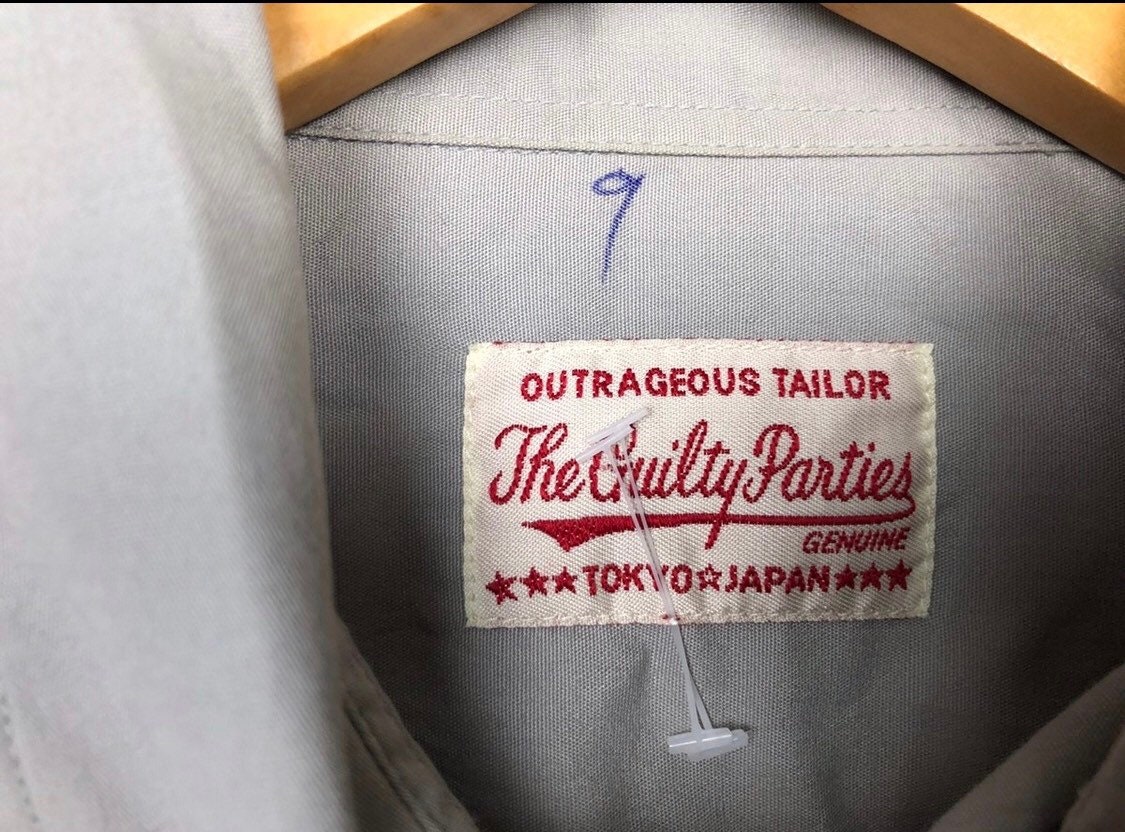 9
OUTRAGEOUS TAILOR
The Guilty Parties
GENUINE
★★★TOKYO☆JAPAN★★★